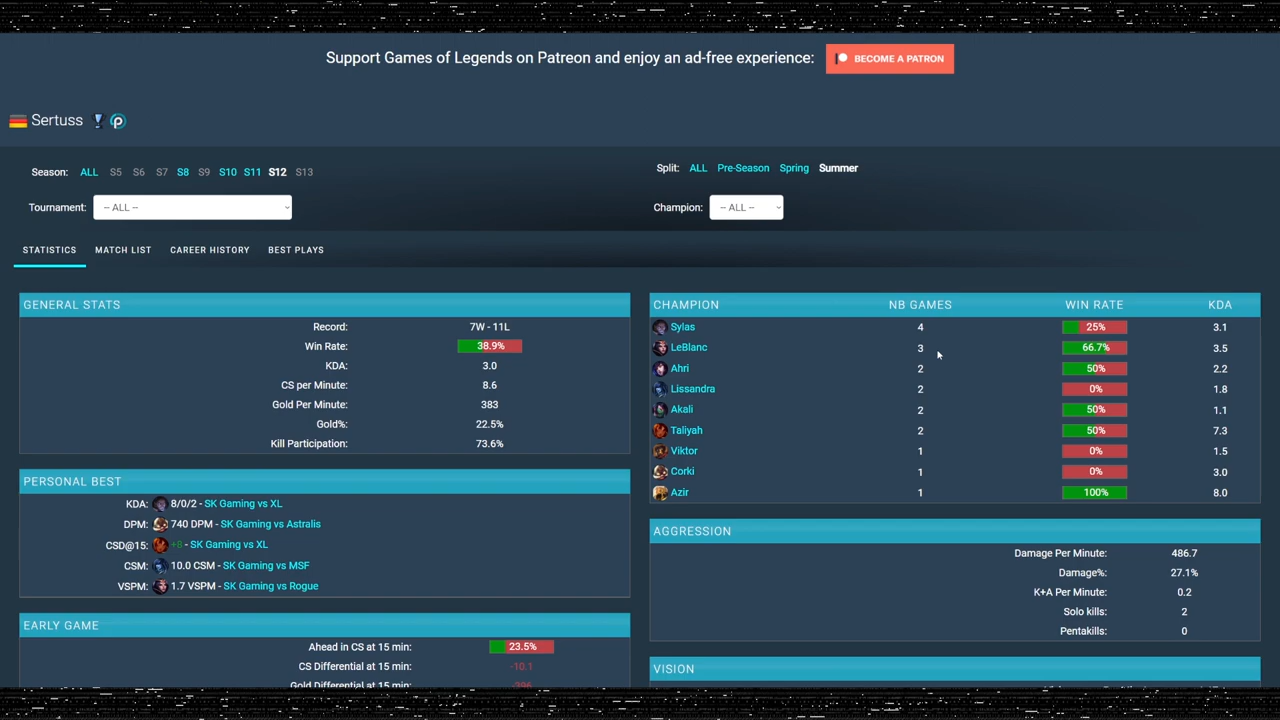 Support Games of Legends on Patreon and enjoy an ad-free experience: BECOME A PATRON
Sertuss
Season: ALL S5 S6 S7 S8 S9 S10 S11 S12 S13
Split: ALL Pre-Season Spring Summer
Tournament: -- ALL --
Champion: -- ALL --
STATISTICS MATCH LIST CAREER HISTORY BEST PLAYS
GENERAL STATS
Record: 7W - 11L
Win Rate: 38.9%
KDA: 3.0
CS per Minute: 8.6
Gold Per Minute: 383
Gold%: 22.5%
Kill Participation: 73.6%
PERSONAL BEST
KDA: 8/0/2 - SK Gaming vs XL
DPM: 740 DPM - SK Gaming vs Astralis
CSD@15: +8 - SK Gaming vs XL
CSM: 10.0 CSM - SK Gaming vs MSF
VSPM: 1.7 VSPM - SK Gaming vs Rogue
EARLY GAME
Ahead in CS at 15 min: 23.5%
CS Differential at 15 min: -10.1
Gold Differential at 15 min: -396
CHAMPION NB GAMES WIN RATE KDA
Sylas 4 25% 3.1
LeBlanc 3 66.7% 3.5
Ahri 2 50% 2.2
Lissandra 2 0% 1.8
Akali 2 50% 1.1
Taliyah 2 50% 7.3
Viktor 1 0% 1.5
Corki 1 0% 3.0
Azir 1 100% 8.0
AGGRESSION
Damage Per Minute: 486.7
Damage%: 27.1%
K+A Per Minute: 0.2
Solo kills: 2
Pentakills: 0
VISION